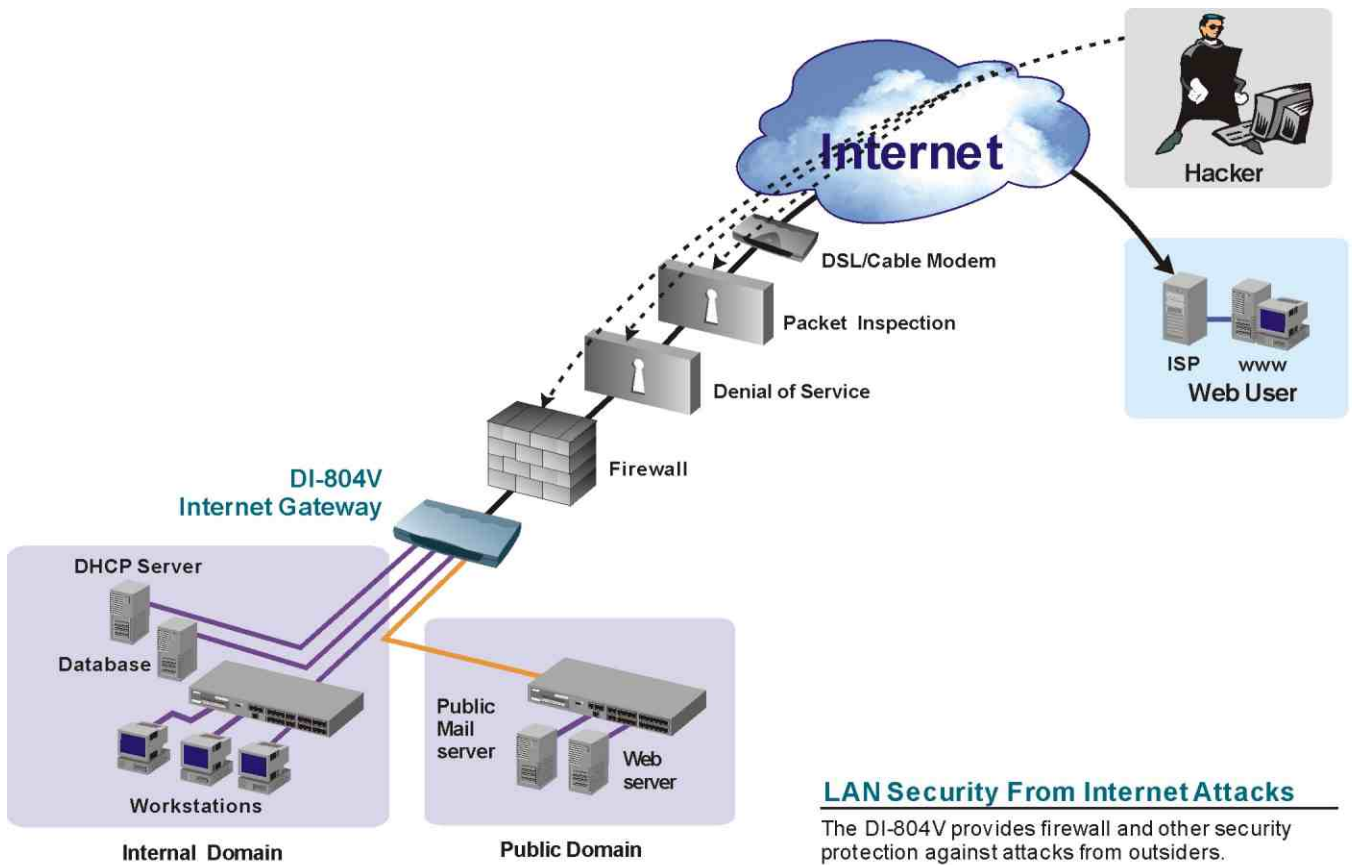 Internet
Hacker
DSL/Cable Modem
Packet Inspection
ISP
www
Web User
Denial of Service
Firewall
DI-804V
Internet Gateway
DHCP Server
Database
Workstations
Internal Domain
Public
Mail
server
Web
server
Public Domain
LAN Security From Internet Attacks
The DI-804V provides firewall and other security
protection against attacks from outsiders.